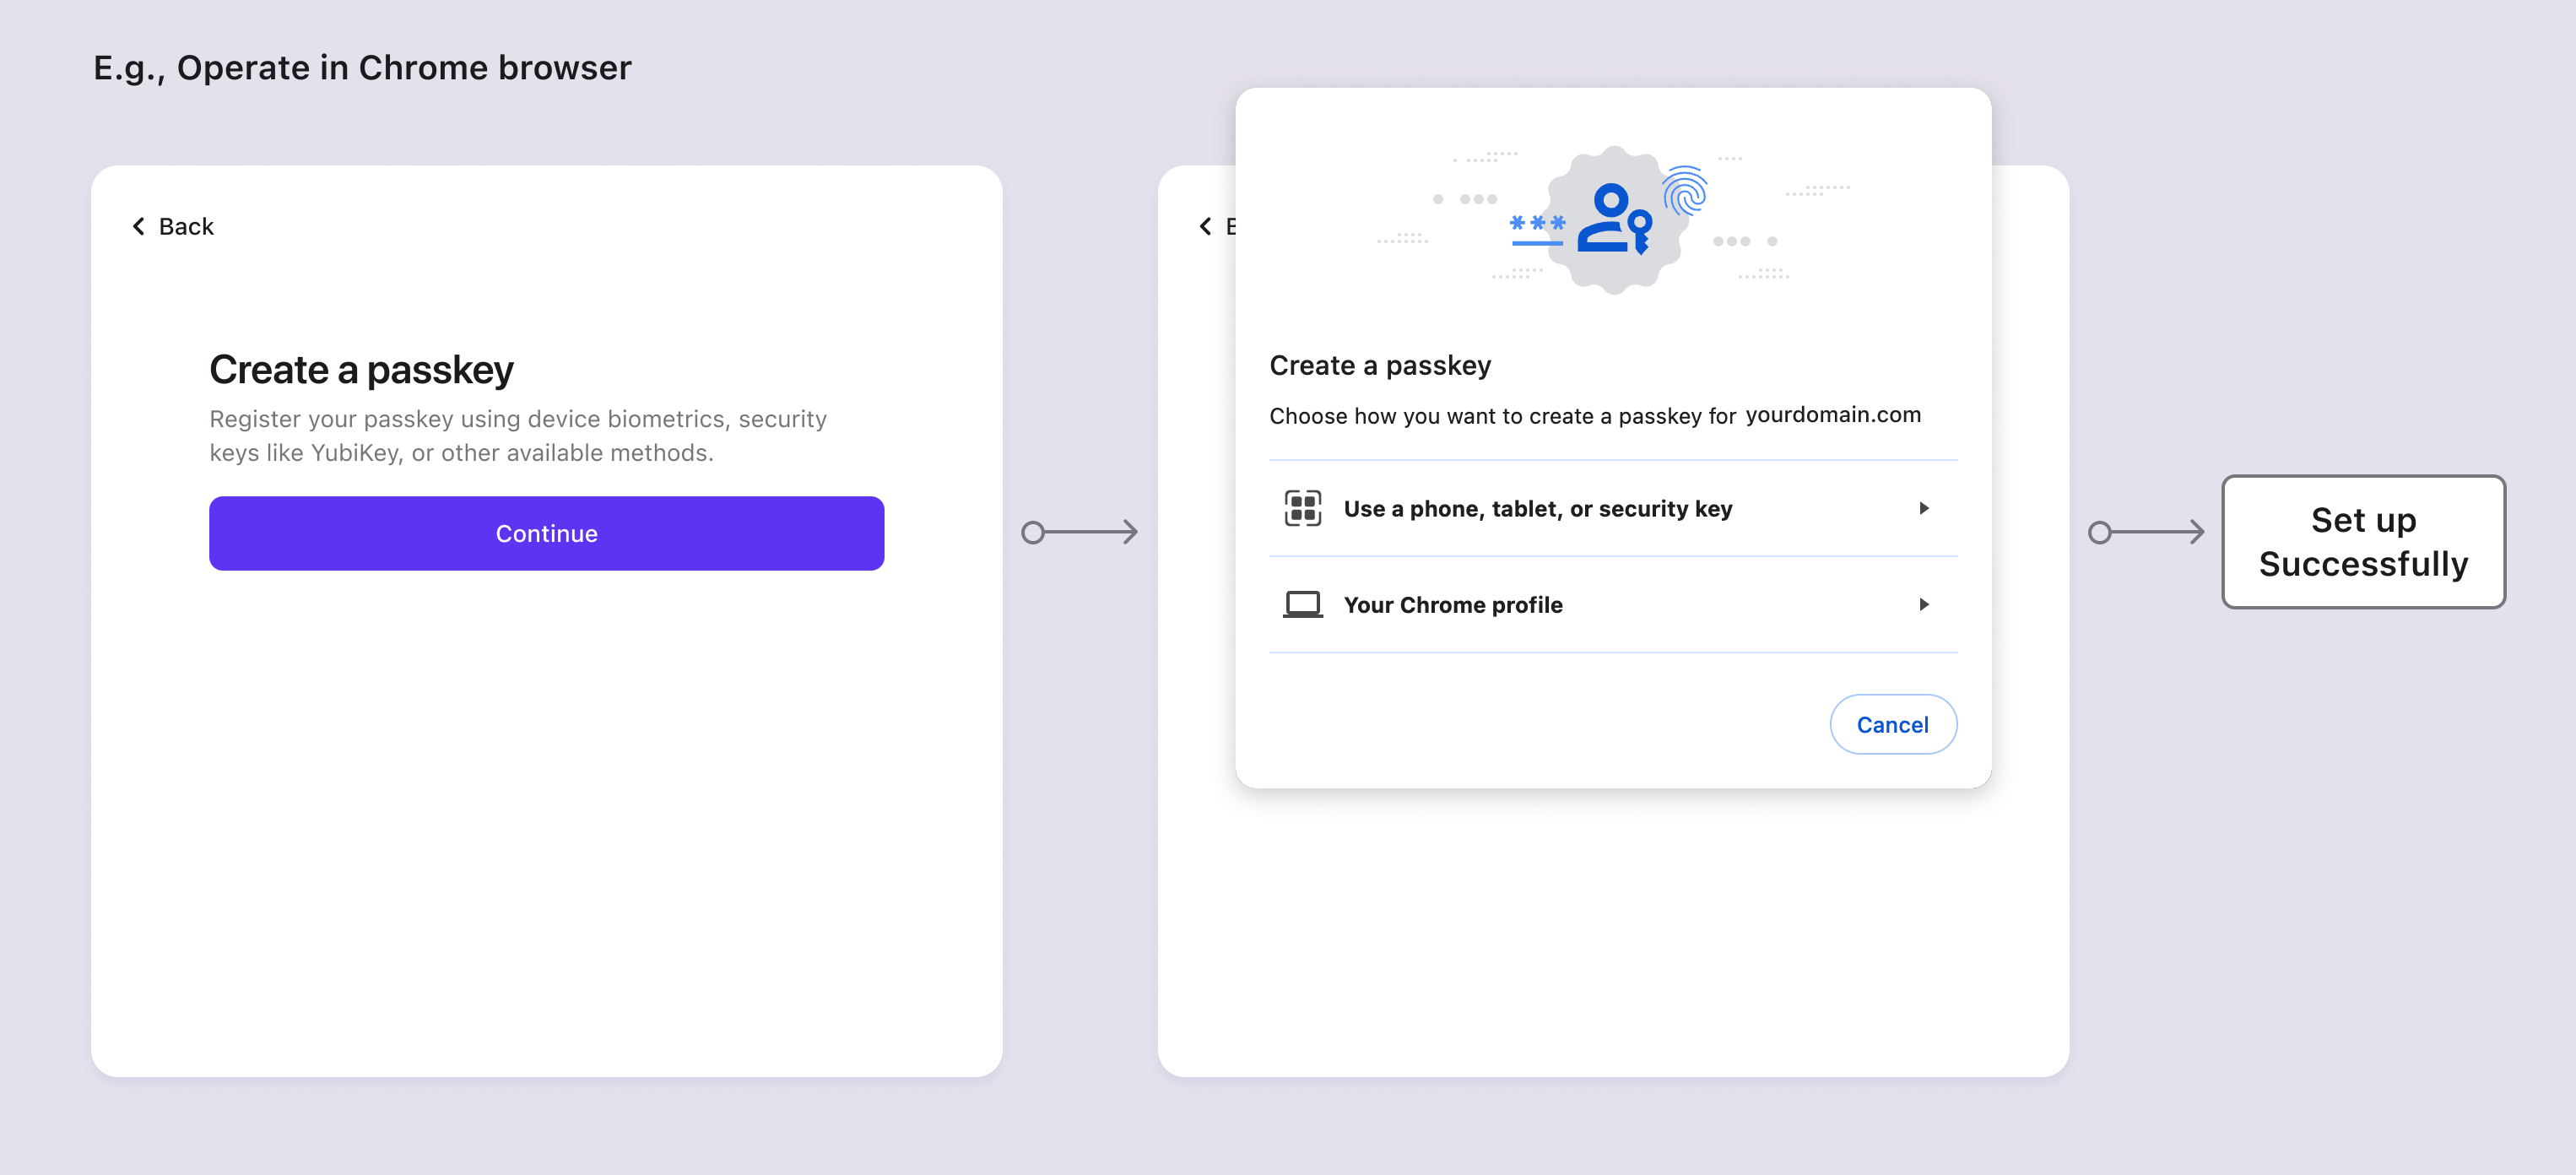 E.g., Operate in Chrome browser
Back
Create a passkey
Register your passkey using device biometrics, security
keys like YubiKey, or other available methods.
Continue
***
Create a passkey
Choose how you want to create a passkey for yourdomain.com
Use a phone, tablet, or security key
Your Chrome profile
Cancel
Set up
Successfully